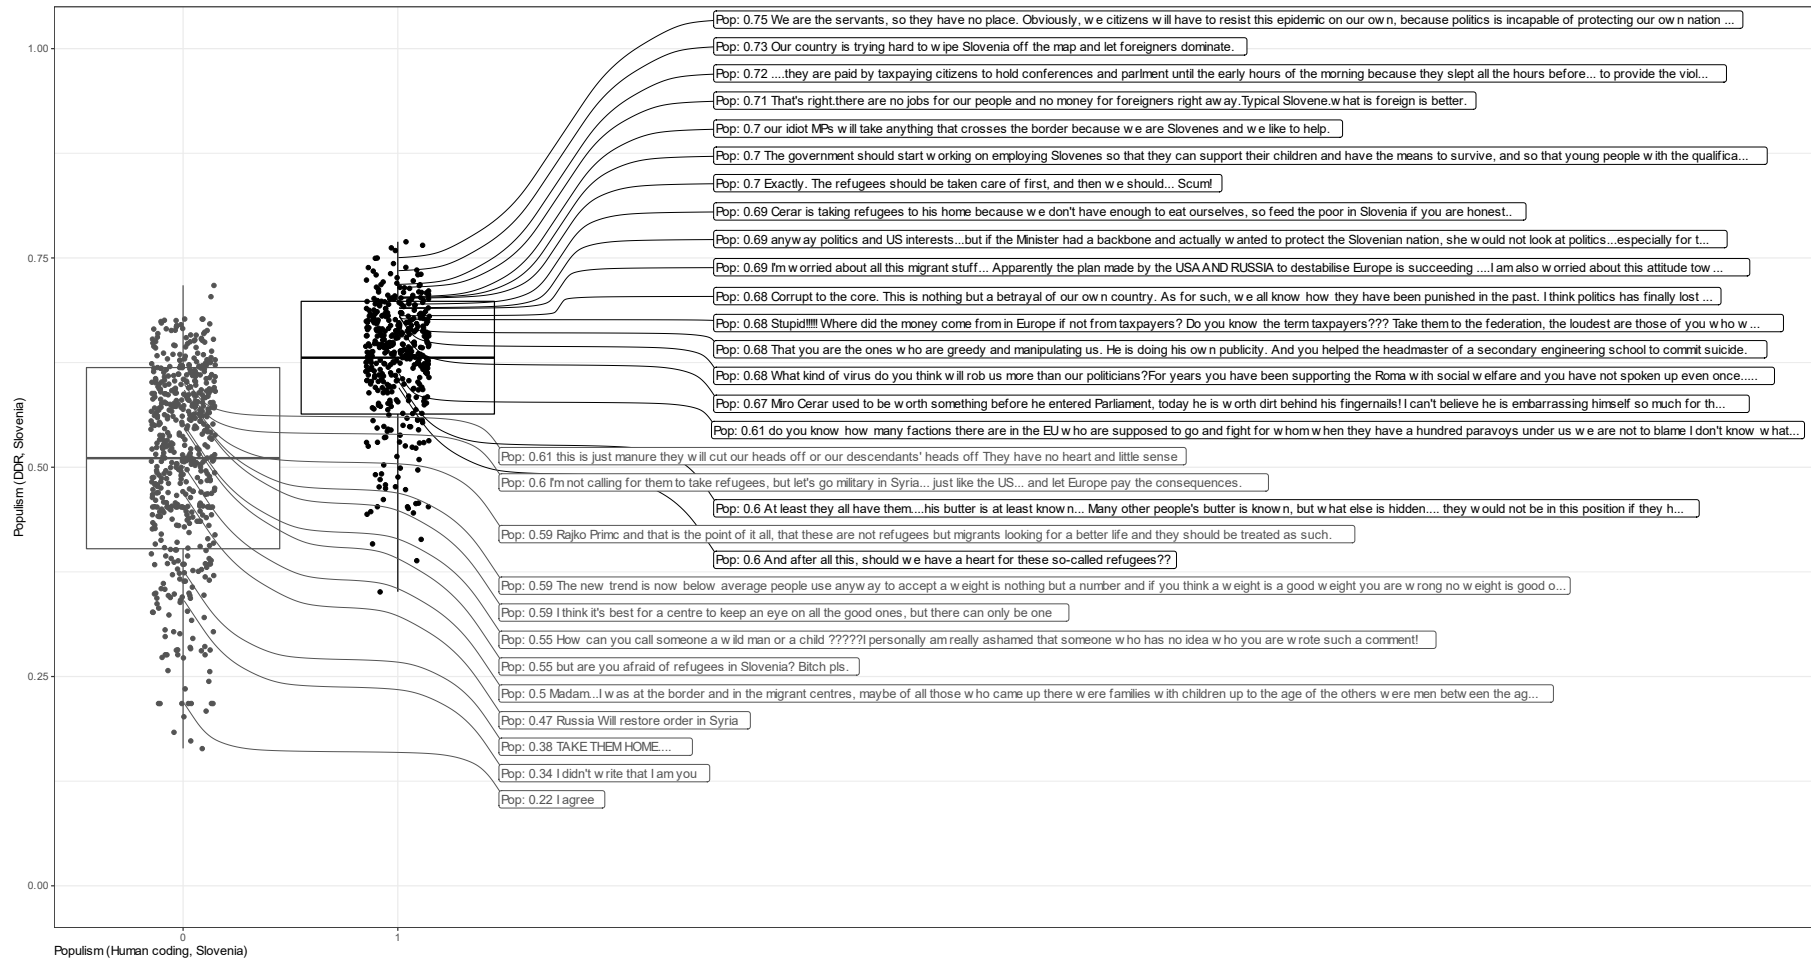 Pop: 0.75 We are the servants, so they have no place. Obviously, we citizens will have to resist this epidemic on our own, because politics is incapable of protecting our own nation ...
1.00
Pop: 0.73 Our country is trying hard to wipe Slovenia off the map and let foreigners dominate.
Pop: 0.72 ....they are paid by taxpaying citizens to hold conferences and parlment until the early hours of the morning because they slept all the hours before... to provide the viol...
Pop: 0.71 That's right.there are no jobs for our people and no money for foreigners right away.Typical Slovene.what is foreign is better.
Pop: 0.7 our idiot MPs will take anything that crosses the border because we are Slovenes and we like to help.
Pop: 0.7 The government should start working on employing Slovenes so that they can support their children and have the means to survive, and so that young people with the qualifica...
Pop: 0.7 Exactly. The refugees should be taken care of first, and then we should... Scum!
Pop: 0.69 Cerar is taking refugees to his home because we don't have enough to eat ourselves, so feed the poor in Slovenia if you are honest..
Pop: 0.69 anyway politics and US interests...but if the Minister had a backbone and actually wanted to protect the Slovenian nation, she would not look at politics...especially for t...
0.75
Pop: 0.69 I'm worried about all this migrant stuff... Apparently the plan made by the USA AND RUSSIA to destabilise Europe is succeeding ....I am also worried about this attitude tow ...
Pop: 0.68 Corrupt to the core. This is nothing but a betrayal of our own country. As for such, we all know how they have been punished in the past. I think politics has finally lost ...
Pop: 0.68 Stupid!!!!! Where did the money come from in Europe if not from taxpayers? Do you know the term taxpayers??? Take them to the federation, the loudest are those of you who w ...
Pop: 0.68 That you are the ones who are greedy and manipulating us. He is doing his own publicity. And you helped the headmaster of a secondary engineering school to commit suicide.
Pop: 0.68 What kind of virus do you think will rob us more than our politicians?For years you have been supporting the Roma with social welfare and you have not spoken up even once.....
Pop: 0.67 Miro Cerar used to be worth something before he entered Parliament, today he is worth dirt behind his fingernails! I can't believe he is embarrassing himself so much for th...
Pop: 0.61 do you know how many factions there are in the EU who are supposed to go and fight for whom when they have a hundred paravoys under us we are not to blame I don't know what...
Pop: 0.61 this is just manure they will cut our heads off or our descendants' heads off They have no heart and little sense
0.50
Pop: 0.6 I'm not calling for them to take refugees, but let's go military in Syria... just like the US... and let Europe pay the consequences.
Pop: 0.6 At least they all have them....his butter is at least known... Many other people's butter is known, but what else is hidden.... they would not be in this position if they h...
Pop: 0.59 Rajko Primc and that is the point of it all, that these are not refugees but migrants looking for a better life and they should be treated as such.
Pop: 0.6 And after all this, should we have a heart for these so-called refugees??
Pop: 0.59 The new trend is now below average people use anyway to accept a weight is nothing but a number and if you think a weight is a good weight you are wrong no weight is good o...
Pop: 0.59 I think it's best for a centre to keep an eye on all the good ones, but there can only be one
Pop: 0.55 How can you call someone a wild man or a child ?????I personally am really ashamed that someone who has no idea who you are wrote such a comment!
Pop: 0.55 but are you afraid of refugees in Slovenia? Bitch pls.
0.25
Pop: 0.5 Madam...I was at the border and in the migrant centres, maybe of all those who came up there were families with children up to the age of the others were men between the ag...
Pop: 0.47 Russia Will restore order in Syria
Pop: 0.38 TAKE THEM HOME....
Pop: 0.34 I didn't write that I am you
Pop: 0.22 I agree
0.00
0
1
Populism (Human coding, Slovenia)
Populism (DDR, Slovenia)